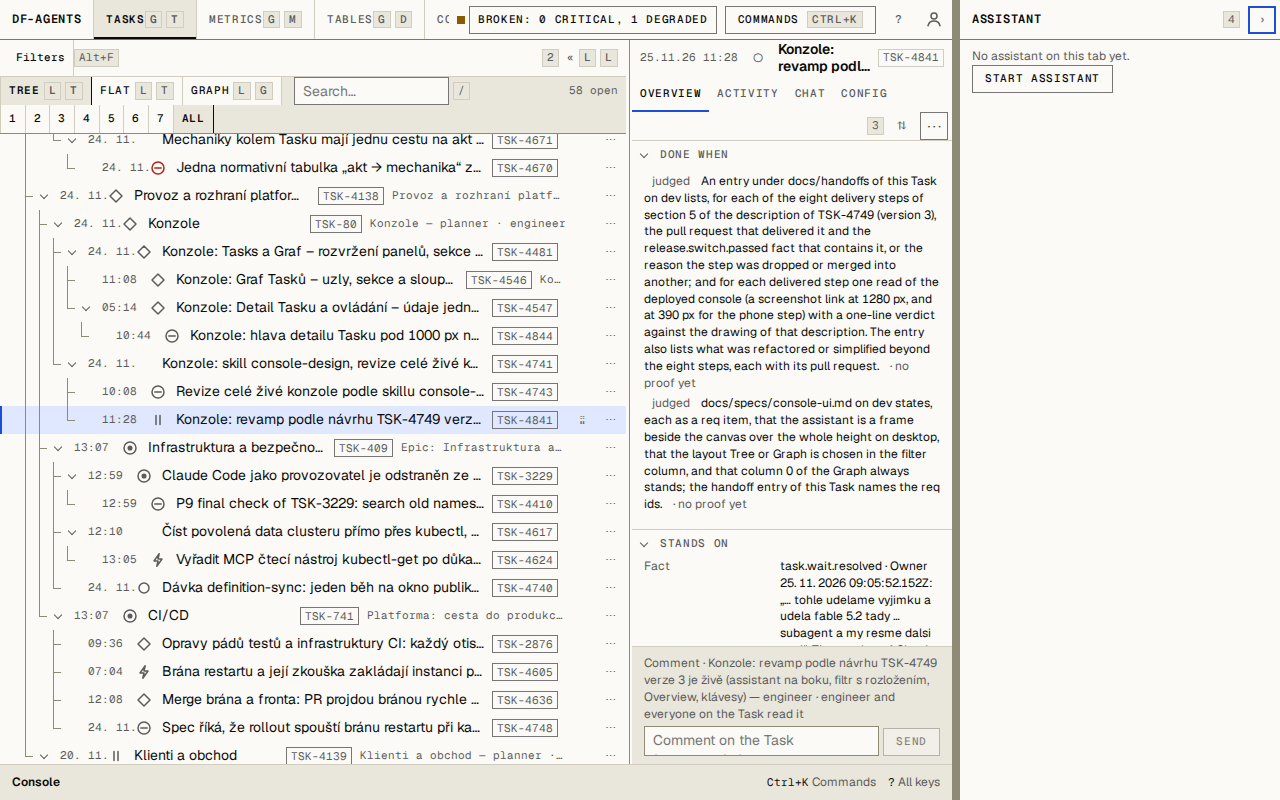 DF-AGENTS TASKS G T METRICS G M TABLES G D BROKEN: 0 CRITICAL, 1 DEGRADED COMMANDS CTRL+K ?
ASSISTANT 4 ›
Filters Alt+F 2 « L L
TREE L T FLAT L T GRAPH L G Search… / 58 open
1 2 3 4 5 6 7 ALL
24. 11. Mechaniky kolem Tasku mají jednu cestu na akt … TSK-4671 ···
24. 11. Jedna normativní tabulka „akt → mechanika“ z… TSK-4670 ···
24. 11. Provoz a rozhraní platfor… TSK-4138 Provoz a rozhraní platf… ···
24. 11. Konzole TSK-80 Konzole — planner · engineer ···
24. 11. Konzole: Tasks a Graf – rozvržení panelů, sekce … TSK-4481 ···
11:08 Konzole: Graf Tasků – uzly, sekce a sloup… TSK-4546 Ko… ···
05:14 Konzole: Detail Tasku a ovládání – údaje jedn… TSK-4547 ···
10:44 Konzole: hlava detailu Tasku pod 1000 px n… TSK-4844 ···
24. 11. Konzole: skill console-design, revize celé živé k… TSK-4741 ···
10:08 Revize celé živé konzole podle skillu console-… TSK-4743 ···
11:28 Konzole: revamp podle návrhu TSK-4749 verz… TSK-4841 ···
13:07 Infrastruktura a bezpečno… TSK-409 Epic: Infrastruktura a… ···
12:59 Claude Code jako provozovatel je odstraněn ze … TSK-3229 ···
12:59 P9 final check of TSK-3229: search old names… TSK-4410 ···
12:10 Číst povolená data clusteru přímo přes kubectl, … TSK-4617 ···
13:05 Vyřadit MCP čtecí nástroj kubectl-get po důka… TSK-4624 ···
24. 11. Dávka definition-sync: jeden běh na okno publik… TSK-4740 ···
13:07 CI/CD TSK-741 Platforma: cesta do produkc… ···
09:36 Opravy pádů testů a infrastruktury CI: každý otis… TSK-2876 ···
07:04 Brána restartu a její zkouška zakládají instanci p… TSK-4605 ···
12:08 Merge brána a fronta: PR projdou bránou rychle … TSK-4636 ···
24. 11. Spec říká, že rollout spouští bránu restartu při ka… TSK-4748 ···
20. 11. Klienti a obchod TSK-4139 Klienti a obchod — planner ·… ···
25.11.26 11:28 Konzole: revamp podl… TSK-4841
OVERVIEW ACTIVITY CHAT CONFIG
3 ⇅ ···
DONE WHEN
judged An entry under docs/handoffs of this Task
on dev lists, for each of the eight delivery steps of
section 5 of the description of TSK-4749 (version 3),
the pull request that delivered it and the
release.switch.passed fact that contains it, or the
reason the step was dropped or merged into
another; and for each delivered step one read of the
deployed console (a screenshot link at 1280 px, and
at 390 px for the phone step) with a one-line verdict
against the drawing of that description. The entry
also lists what was refactored or simplified beyond
the eight steps, each with its pull request. · no
proof yet
judged docs/specs/console-ui.md on dev states,
each as a req item, that the assistant is a frame
beside the canvas over the whole height on desktop,
that the layout Tree or Graph is chosen in the filter
column, and that column 0 of the Graph always
stands; the handoff entry of this Task names the req
ids. · no proof yet
STANDS ON
Fact task.wait.resolved · Owner
25. 11. 2026 09:05:52.152Z:
„… tohle udelame vyjimku a
udela fable 5.2 tady …
subagent a my resme dalsi
Comment · Konzole: revamp podle návrhu TSK-4749
verze 3 je živě (assistant na boku, filtr s rozložením,
Overview, klávesy) — engineer · engineer and
everyone on the Task read it
Comment on the Task SEND
No assistant on this tab yet.
START ASSISTANT
Console Ctrl+K Commands ? All keys